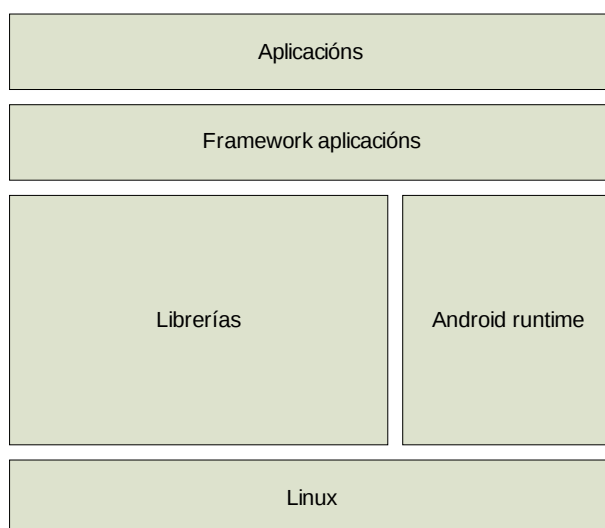 Aplicacións
Framework aplicacións
Librerías
Android runtime
Linux